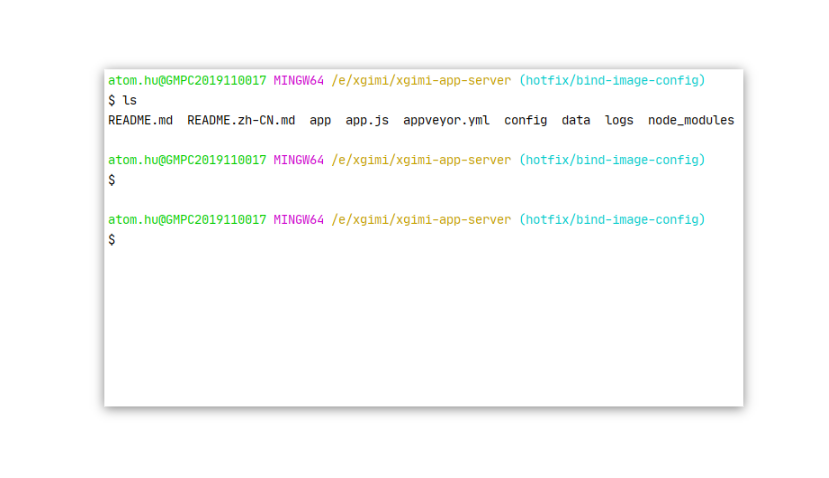 atom.hu@GMPC2019110017 MINGW64 /e/xgimi/xgimi-app-server (hotfix/bind-image-config)
$ ls
README.md  README.zh-CN.md  app  app.js  appveyor.yml  config  data  logs  node_modules
atom.hu@GMPC2019110017 MINGW64 /e/xgimi/xgimi-app-server (hotfix/bind-image-config)
$
atom.hu@GMPC2019110017 MINGW64 /e/xgimi/xgimi-app-server (hotfix/bind-image-config)
$